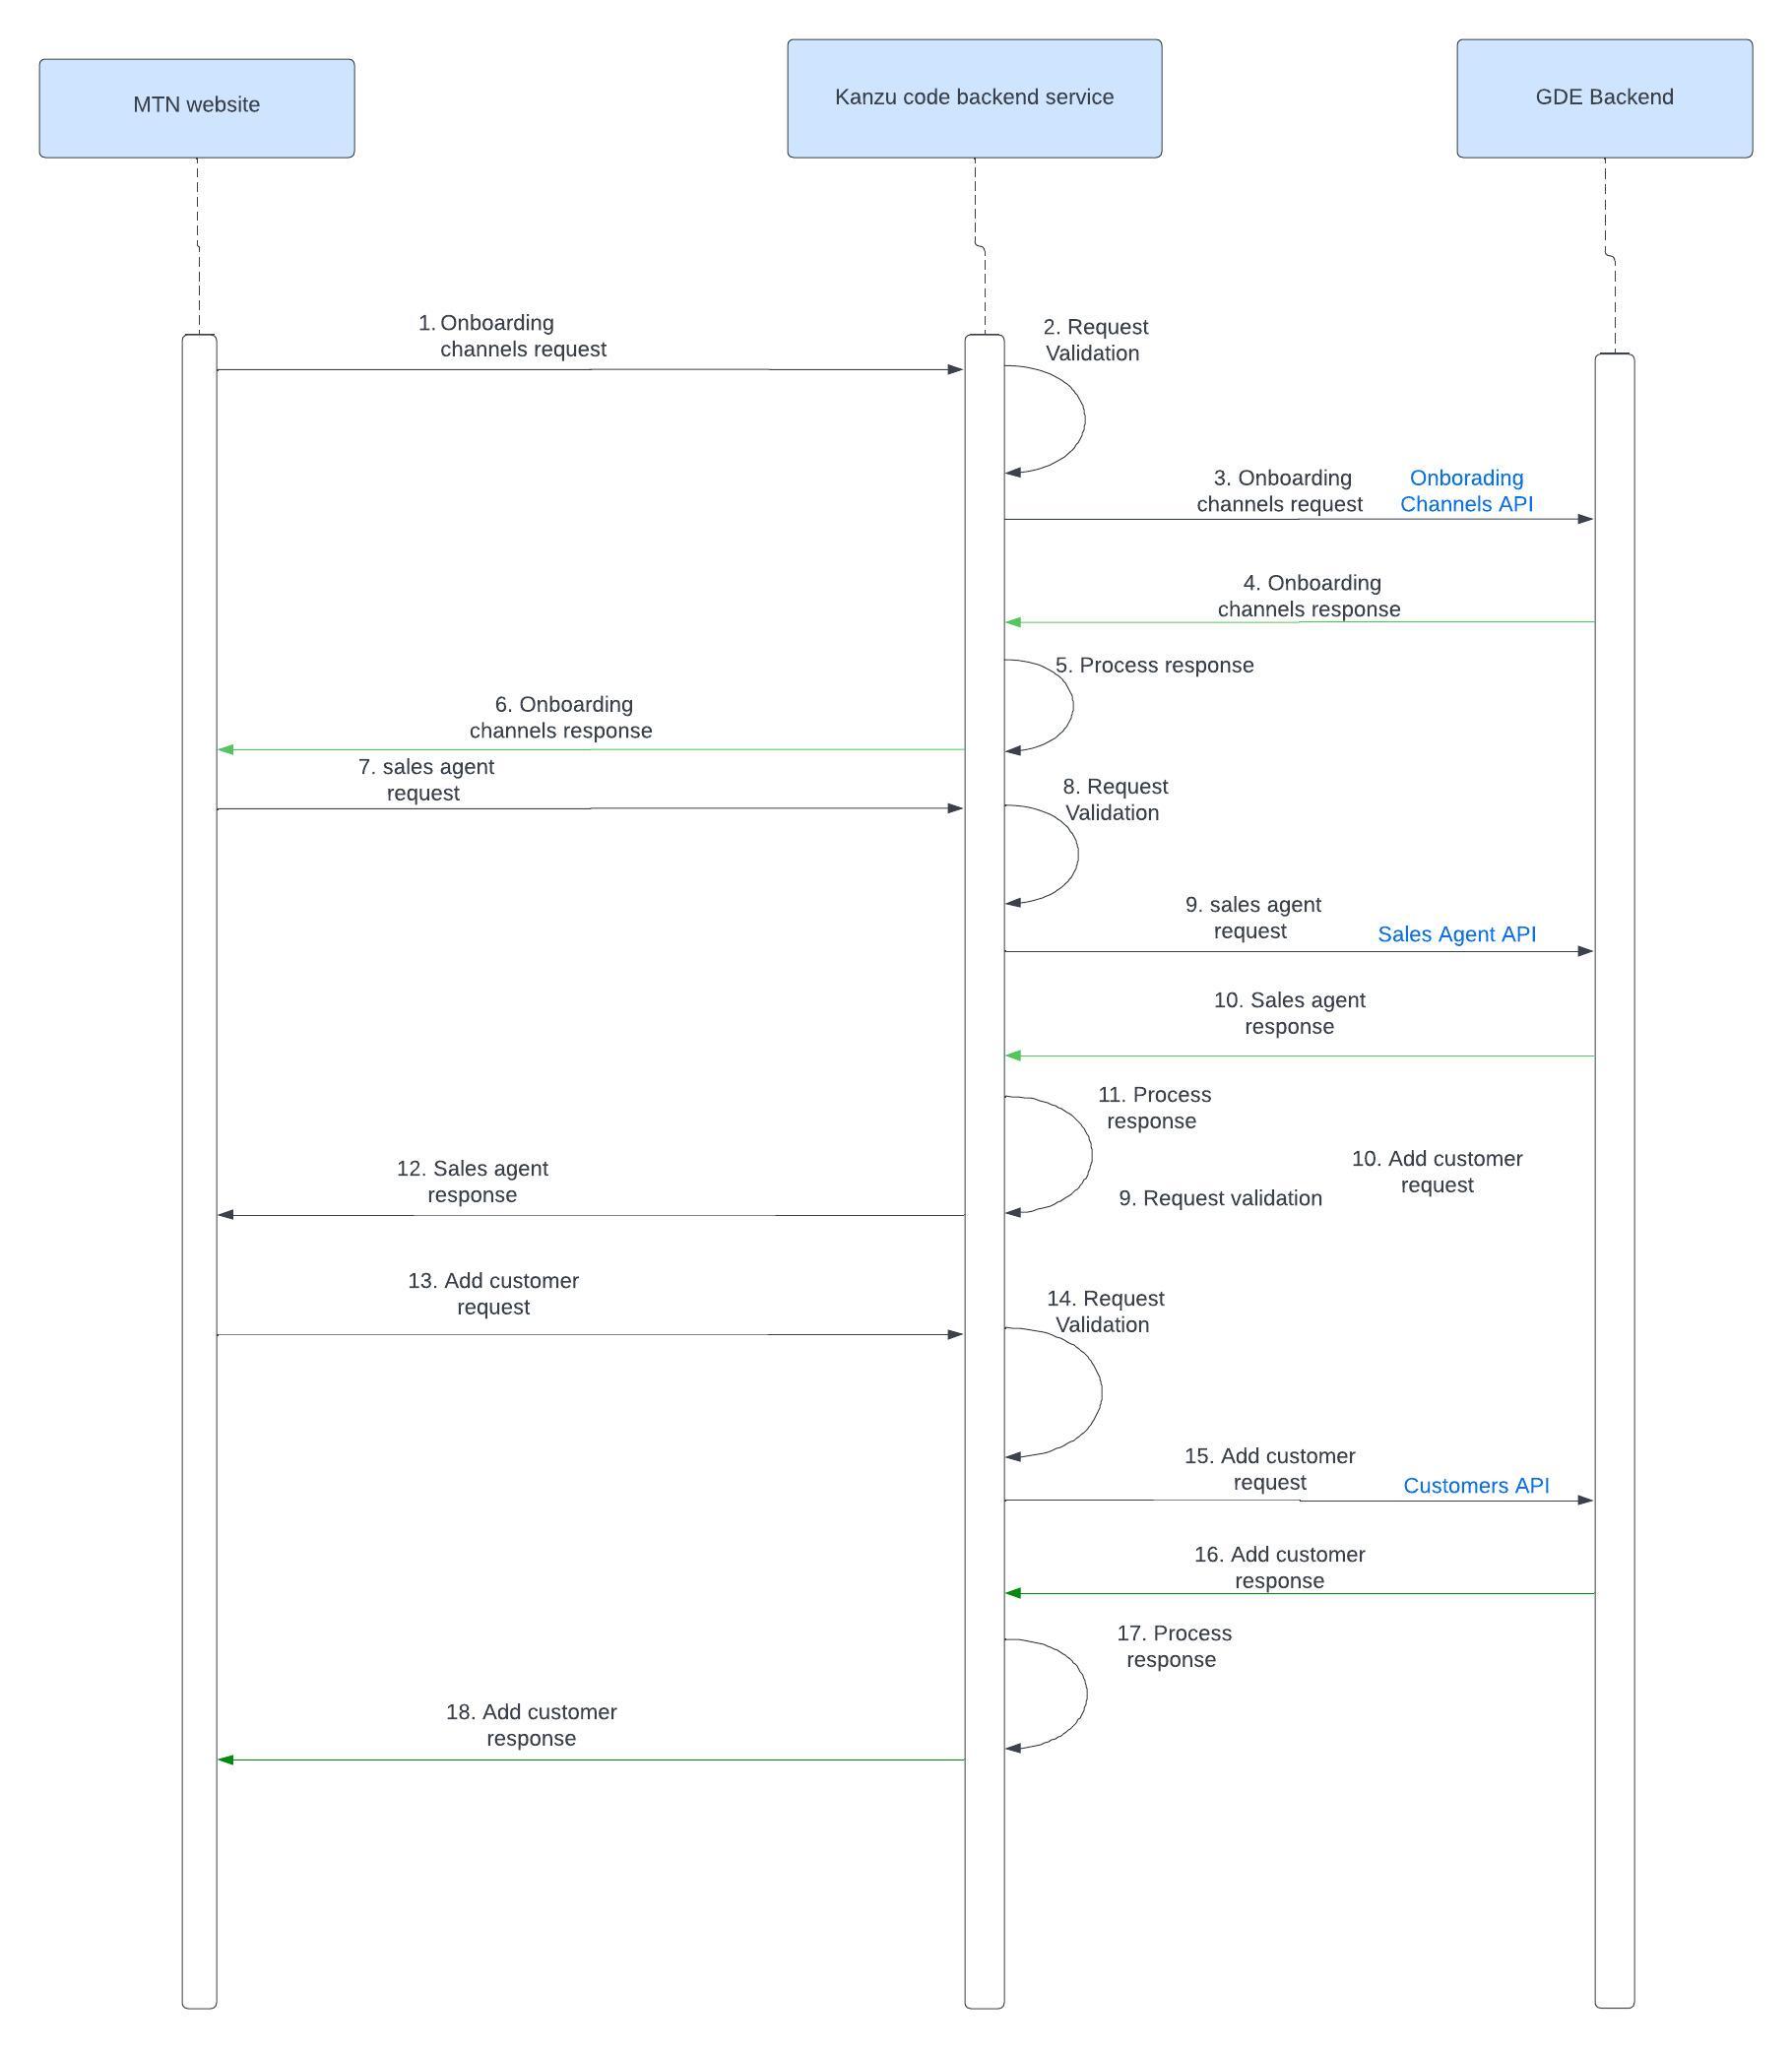 MTN website
Kanzu code backend service
GDE Backend
1. Onboarding
channels request
2. Request
Validation
3. Onboarding
channels request
Onborading
Channels API
4. Onboarding
channels response
5. Process response
6. Onboarding
channels response
7. sales agent
request
8. Request
Validation
9. sales agent
request
Sales Agent API
10. Sales agent
response
11. Process
response
12. Sales agent
response
9. Request validation
10. Add customer
request
13. Add customer
request
14. Request
Validation
15. Add customer
request
Customers API
16. Add customer
response
17. Process
response
18. Add customer
response